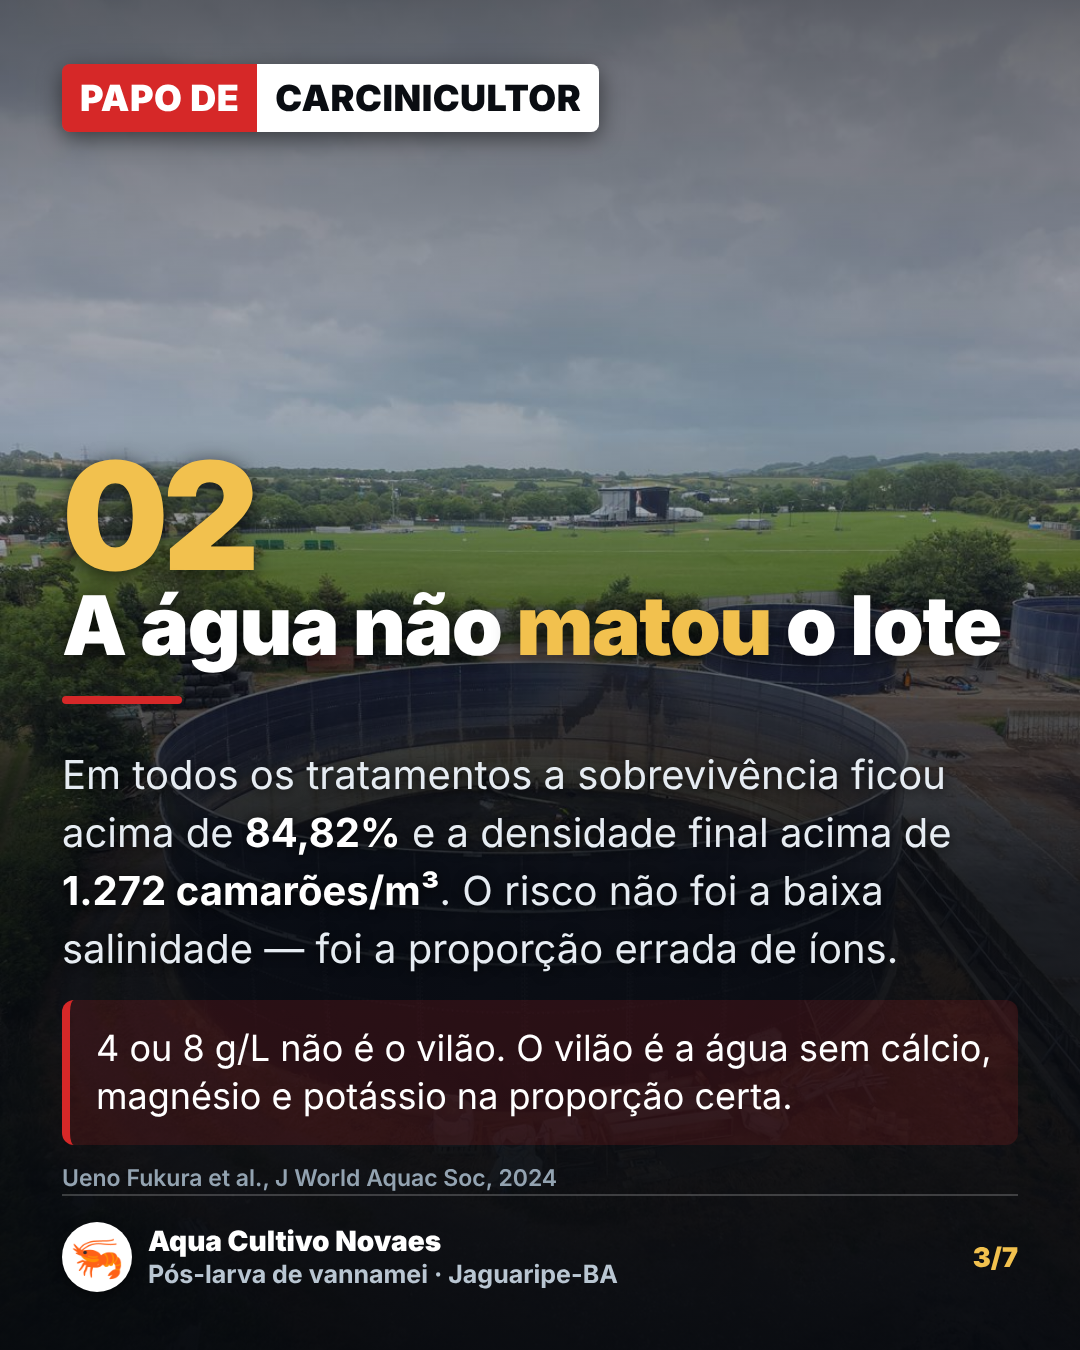 PAPO DE CARCINICULTOR
02
A água não matou o lote
Em todos os tratamentos a sobrevivência ficou
acima de 84,82% e a densidade final acima de
1.272 camarões/m³. O risco não foi a baixa
salinidade — foi a proporção errada de íons.
4 ou 8 g/L não é o vilão. O vilão é a água sem cálcio,
magnésio e potássio na proporção certa.
Ueno Fukura et al., J World Aquac Soc, 2024
Aqua Cultivo Novaes
Pós-larva de vannamei · Jaguaripe-BA
3/7